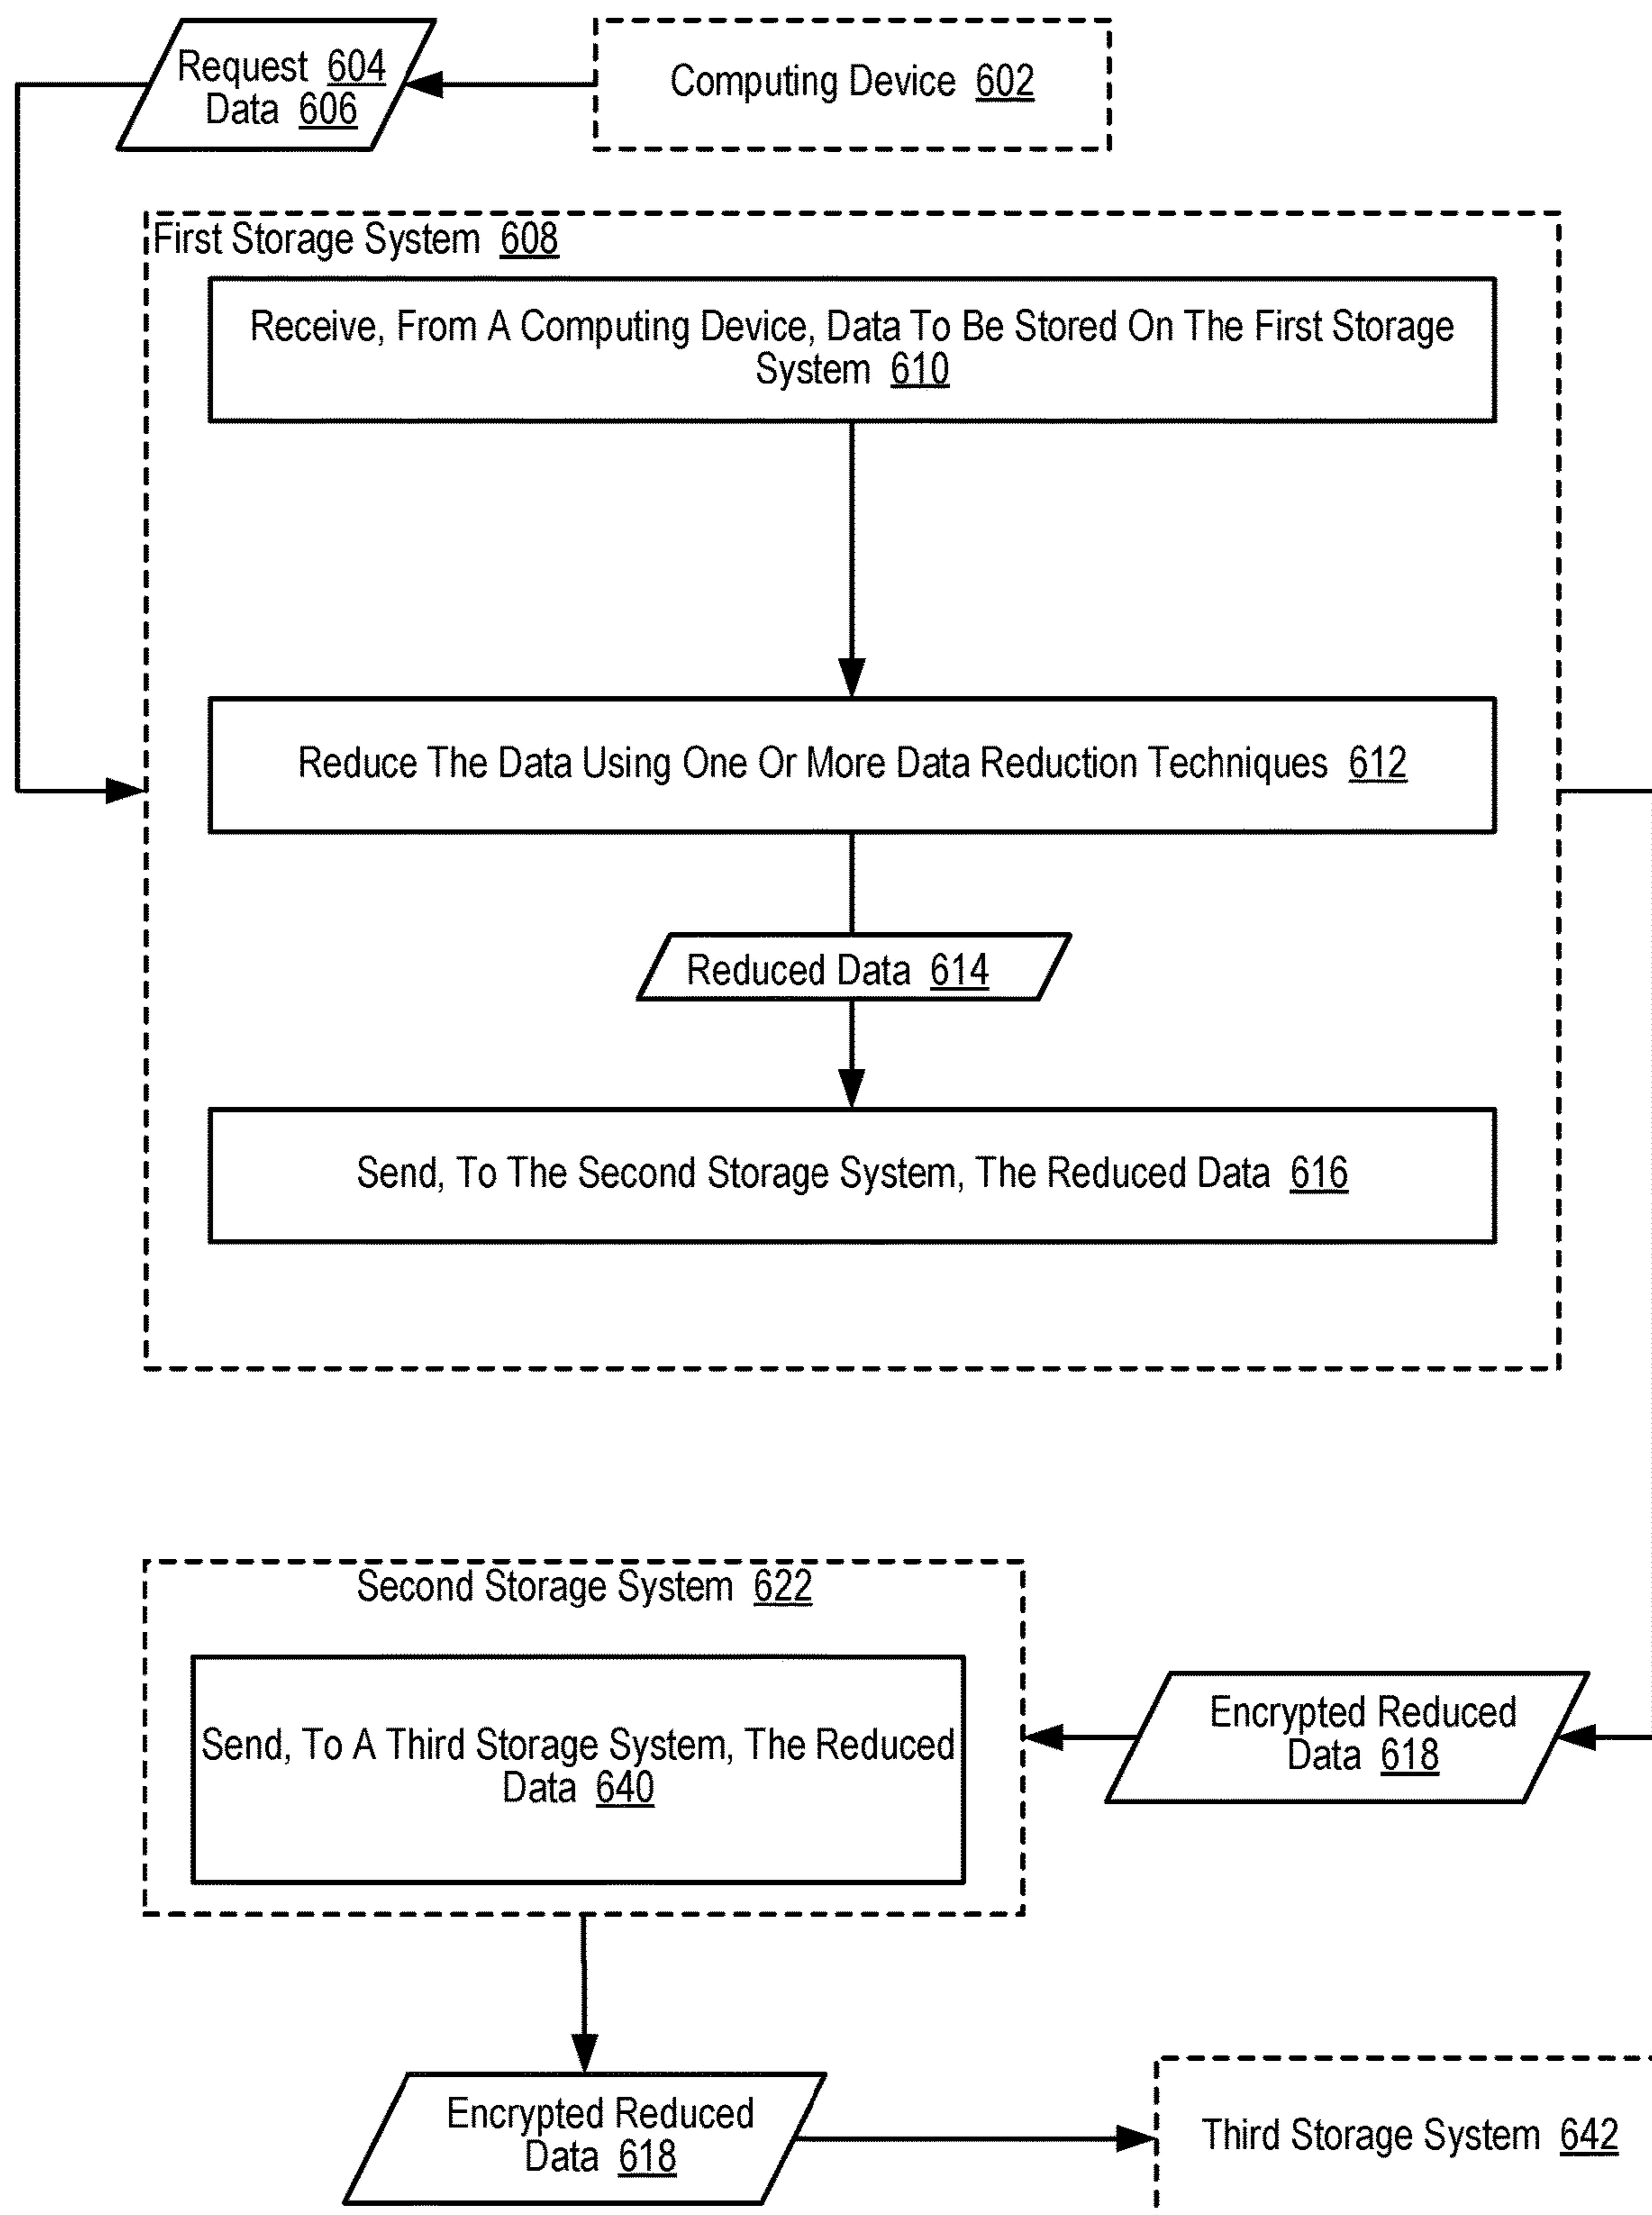 Request 604
Data 606
Computing Device 602
First Storage System 608
Receive, From A Computing Device, Data To Be Stored On The First Storage
System 610
Reduce The Data Using One Or More Data Reduction Techniques 612
Reduced Data 614
Send, To The Second Storage System, The Reduced Data 616
Second Storage System 622
Send, To A Third Storage System, The Reduced
Data 640
Encrypted Reduced
Data 618
Encrypted Reduced
Data 618
Third Storage System 642